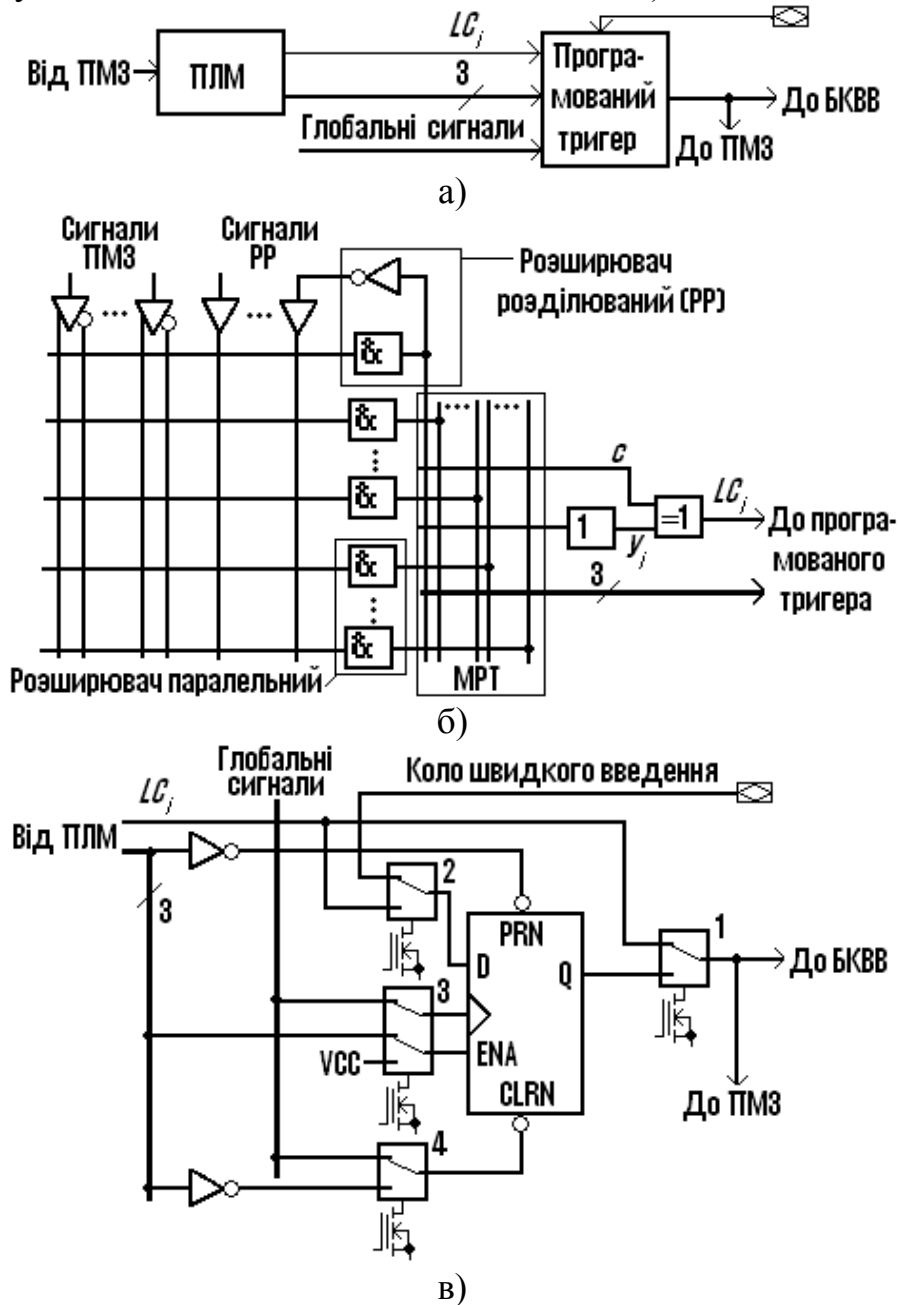 LCj
Від ПМЗ
ПЛМ
3
Програ-
мований
тригер
До БКВВ
До ПМЗ
Глобальні сигнали
а)
Сигнали
ПМЗ
Сигнали
РР
Розширювач
розділюваний (РР)
&
&
&
&
&
c
1
yj
=1
LCj
До програ-
мованого
тригера
3
Розширювач паралельний
МРТ
б)
Глобальні
сигнали
Коло швидкого введення
LCj
Від ПЛМ
3
2
PRN
D
Q
1
До БКВВ
3
VCC
ENA
CLRN
До ПМЗ
4
в)